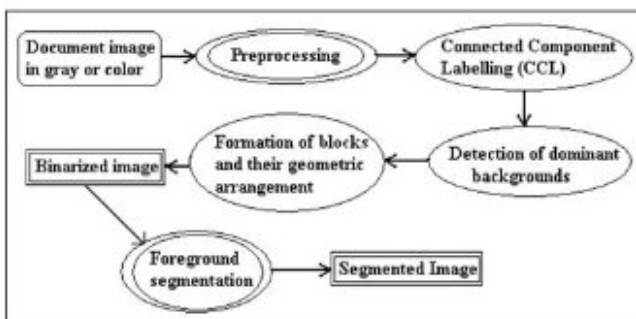 Document image
in gray or color
Preprocessing
Connected Component
Labelling (CCL)
Detection of dominant
backgrounds
Formation of blocks
and their geometric
arrangement
Binarized image
Foreground
segmentation
Segmented Image